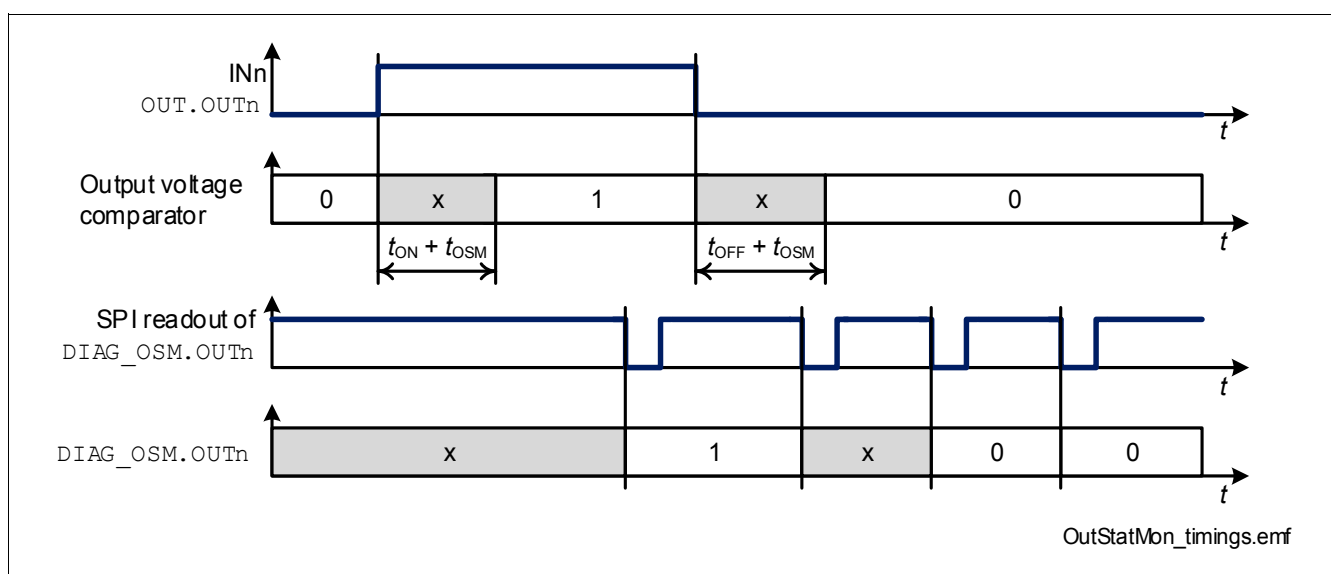 INn
OUT.OUTn
t
Output voltage
comparator
0 x 1 x 0
t
tON + tOSM tOFF + tOSM
SPI readout of
DIAG_OSM.OUTn
t
DIAG_OSM.OUTn
x 1 x 0 0
t
OutStatMon_timings.emf